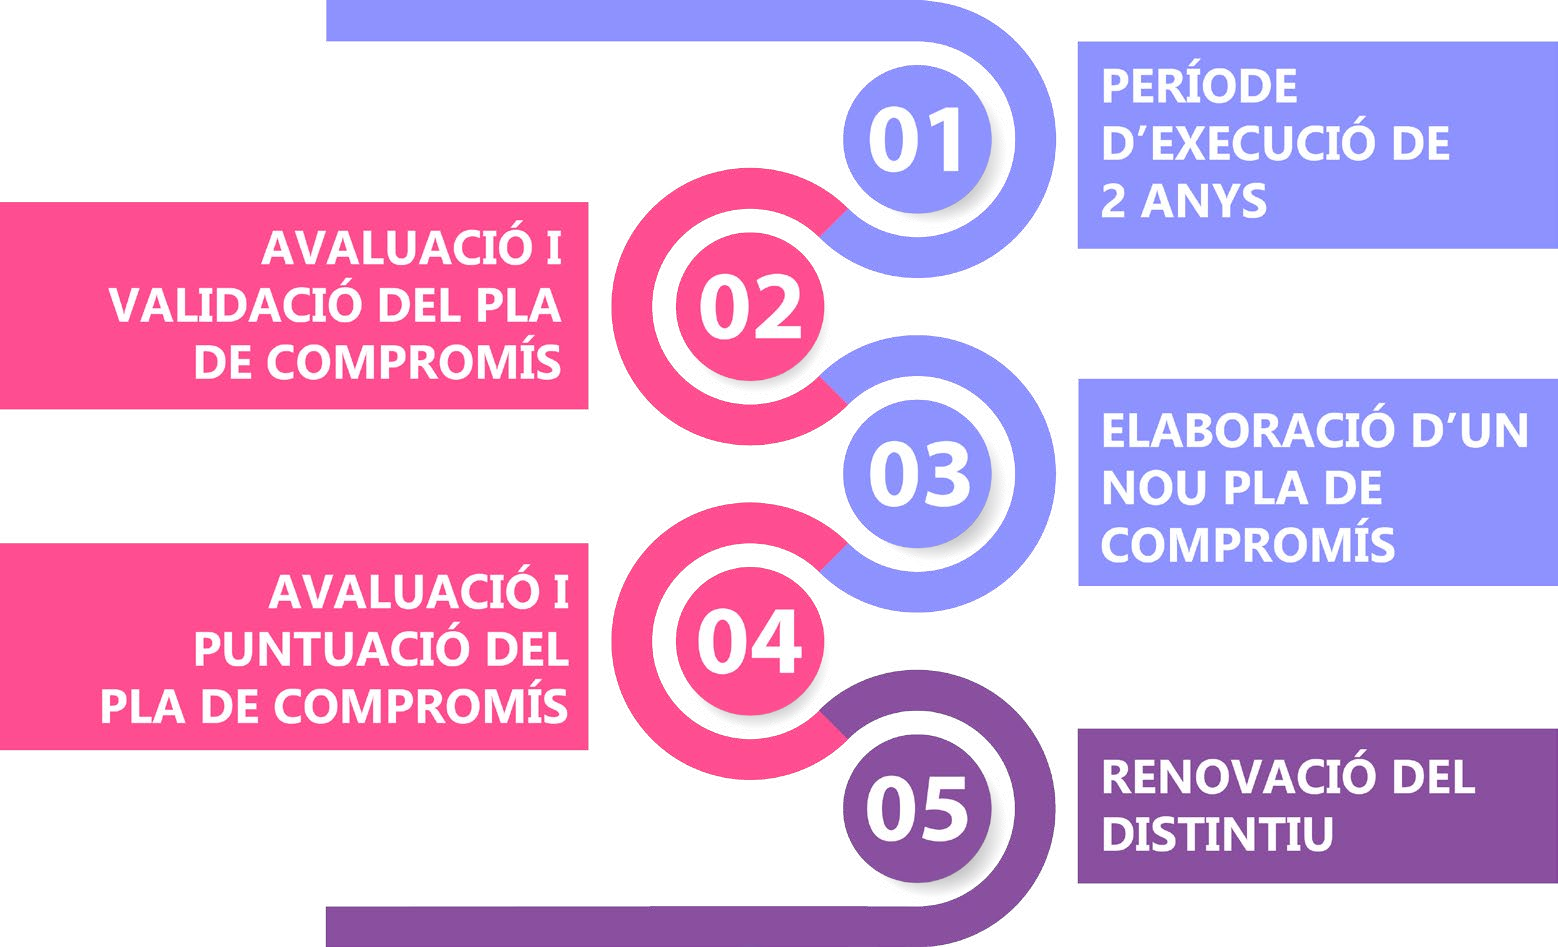 01
PERÍODE
D’EXECUCIÓ DE
2 ANYS
02
AVALUACIÓ I
VALIDACIÓ DEL PLA
DE COMPROMÍS
03
ELABORACIÓ D’UN
NOU PLA DE
COMPROMÍS
04
AVALUACIÓ I
PUNTUACIÓ DEL
PLA DE COMPROMÍS
05
RENOVACIÓ DEL
DISTINTIU